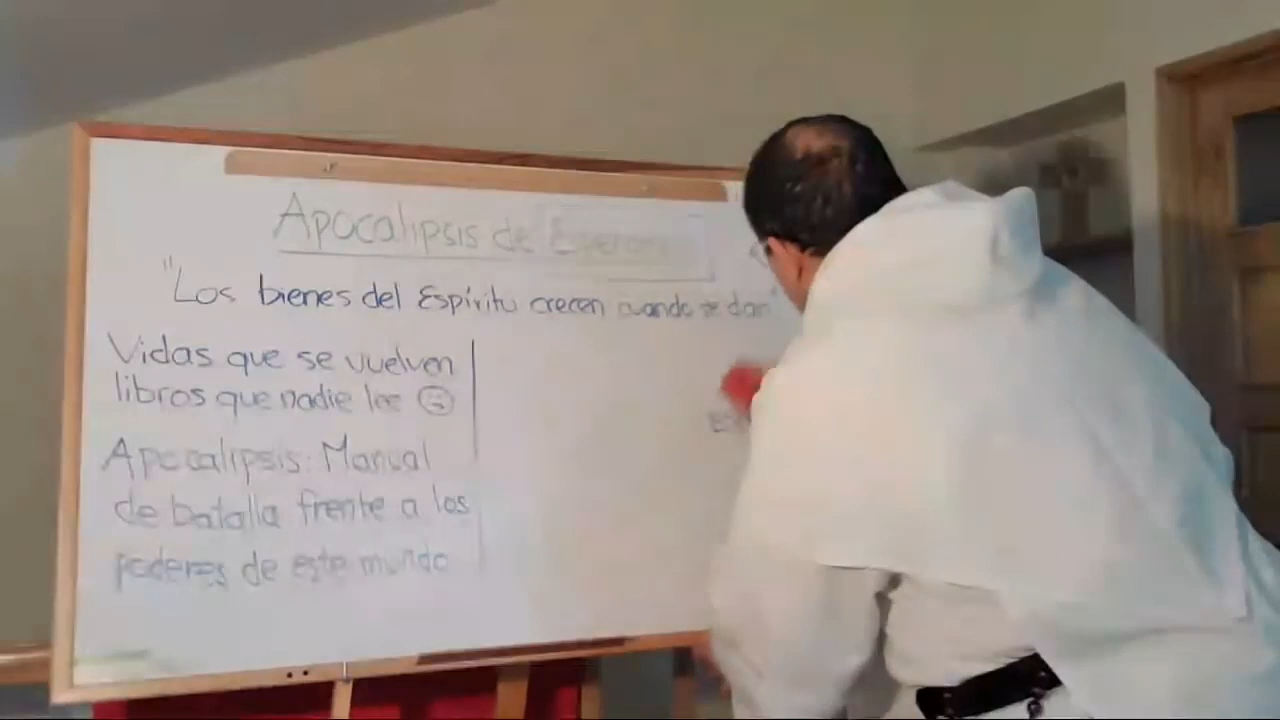 Apocalipsis de
"Los bienes del Espíritu crecen cuando se dan"
Vidas que se vuelven
libros que nadie lee
Apocalipsis: Manual
de batalla frente a los
poderes de este mundo